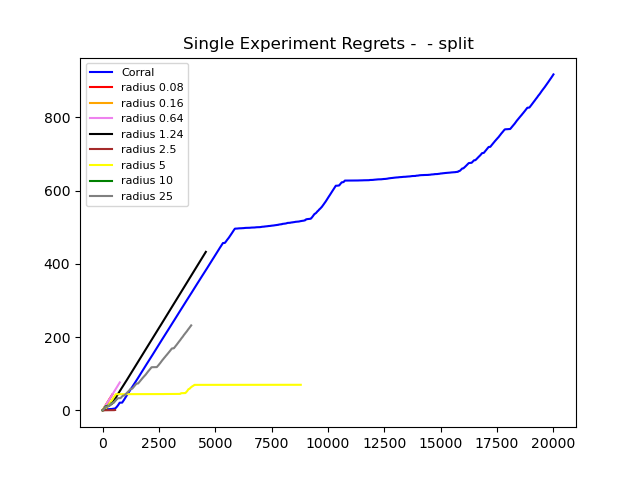 Single Experiment Regrets -  - split
Corral
radius 0.08
radius 0.16
radius 0.64
radius 1.24
radius 2.5
radius 5
radius 10
radius 25
800
600
400
200
0
0 2500 5000 7500 10000 12500 15000 17500 20000